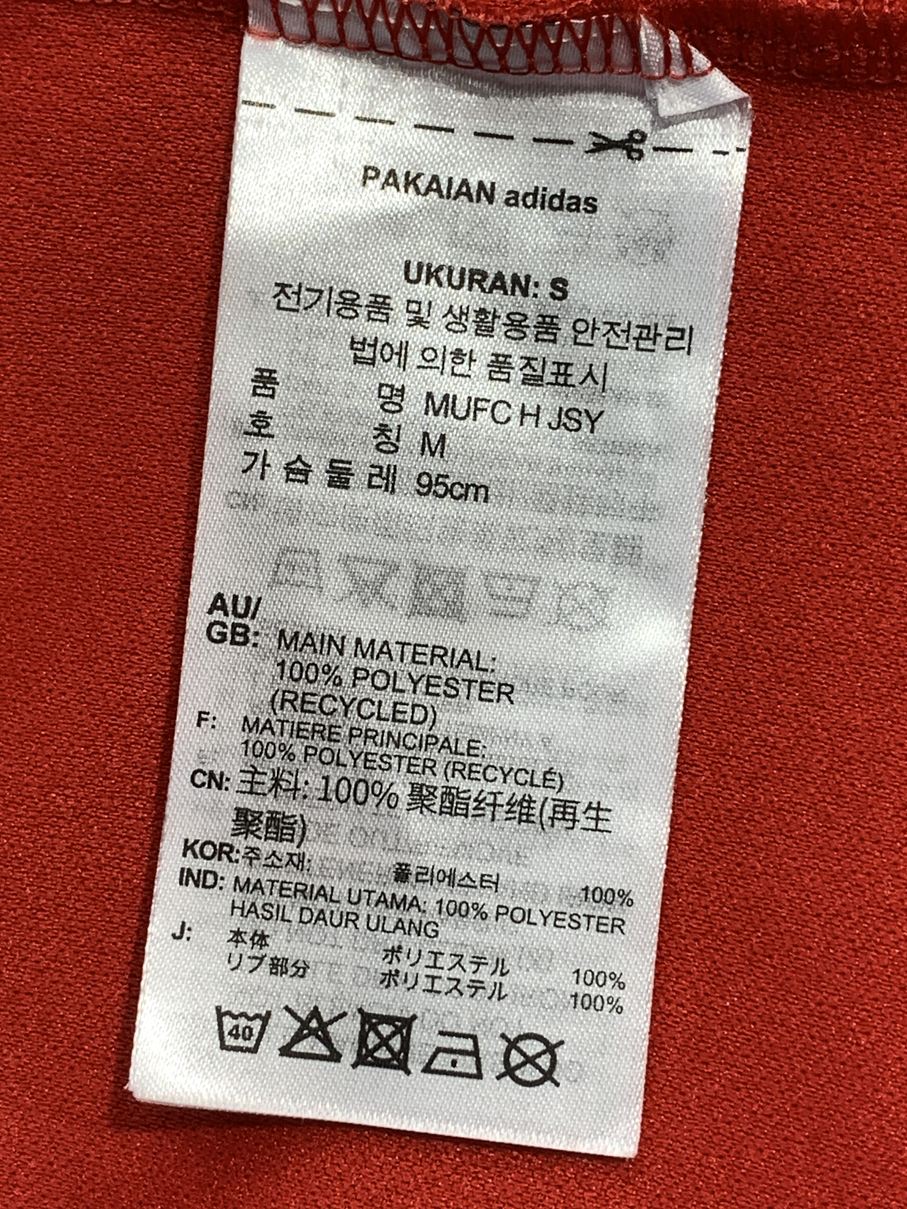 PAKAIAN adidas
UKURAN: S
전기용품 및 생활용품 안전관리
법에 의한 품질표시
품 명 MUFC H JSY
호 칭 M
가 슴 둘 레 95cm
AU/
GB: MAIN MATERIAL:
100% POLYESTER
(RECYCLED)
F: MATIERE PRINCIPALE:
100% POLYESTER (RECYCLÉ)
CN: 主料: 100% 聚酯纤维(再生
聚酯)
KOR: 주소재: 폴리에스터 100%
IND: MATERIAL UTAMA: 100% POLYESTER
HASIL DAUR ULANG
J: 本体 ポリエステル 100%
リブ部分 ポリエステル 100%
40